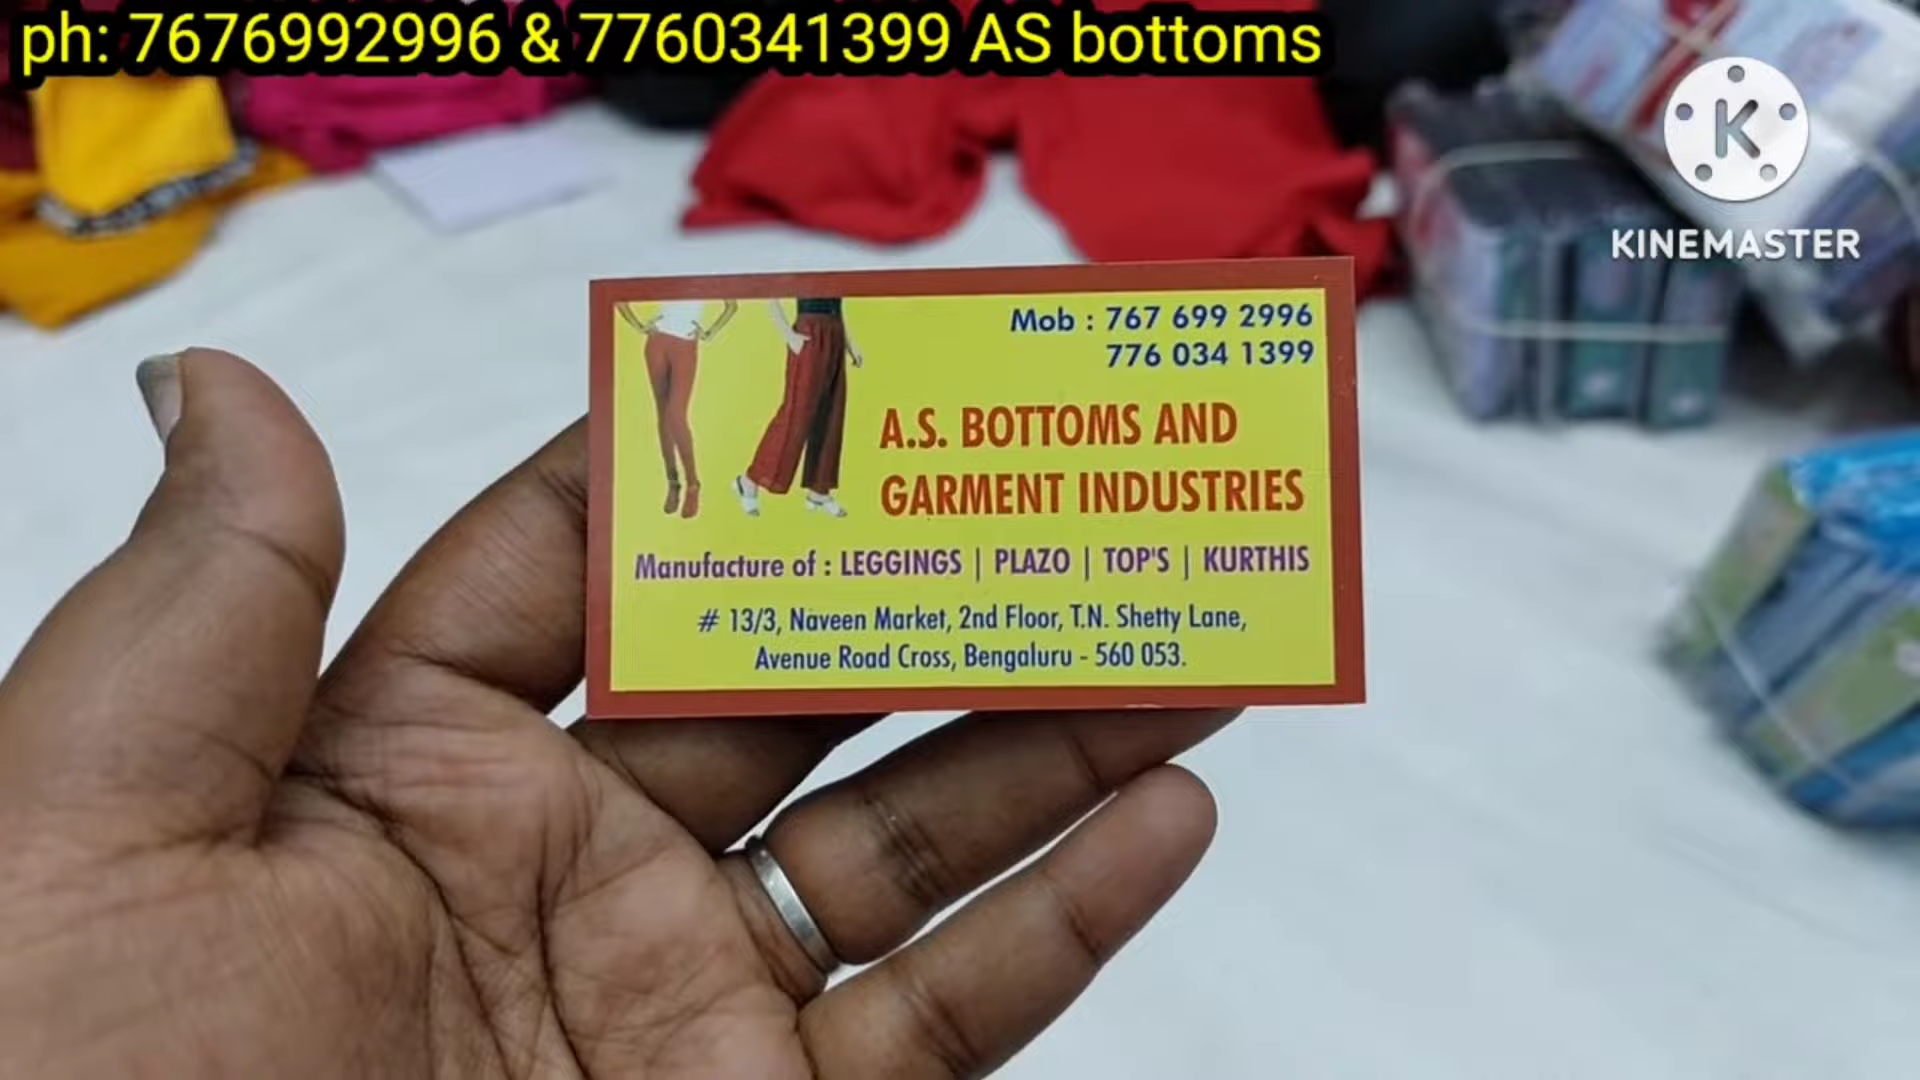 ph: 7676992996 & 7760341399 AS bottoms
K
KINEMASTER
Mob : 767 699 2996
776 034 1399
A.S. BOTTOMS AND
GARMENT INDUSTRIES
Manufacture of : LEGGINGS | PLAZO | TOP'S | KURTHIS
# 13/3, Naveen Market, 2nd Floor, T.N. Shetty Lane,
Avenue Road Cross, Bengaluru - 560 053.